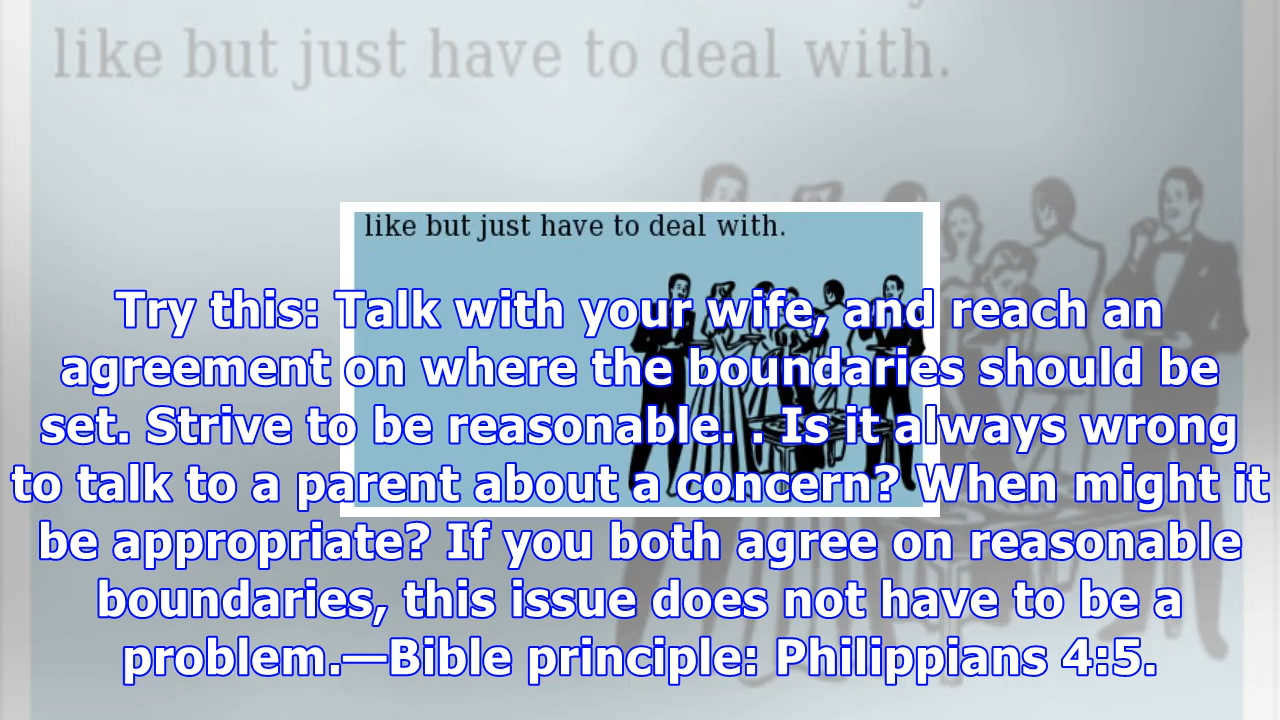 like but just have to deal with.
like but just have to deal with.
Try this: Talk with your wife, and reach an
agreement on where the boundaries should be
set. Strive to be reasonable. . Is it always wrong
to talk to a parent about a concern? When might it
be appropriate? If you both agree on reasonable
boundaries, this issue does not have to be a
problem.—Bible principle: Philippians 4:5.